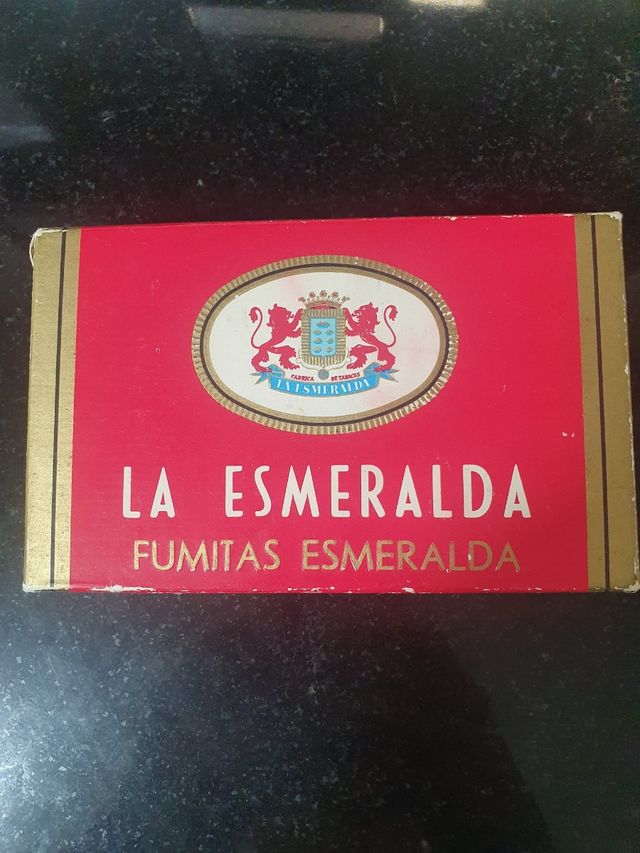 FABRICA DE TABACOS
LA ESMERALDA
LA ESMERALDA
FUMITAS ESMERALDA